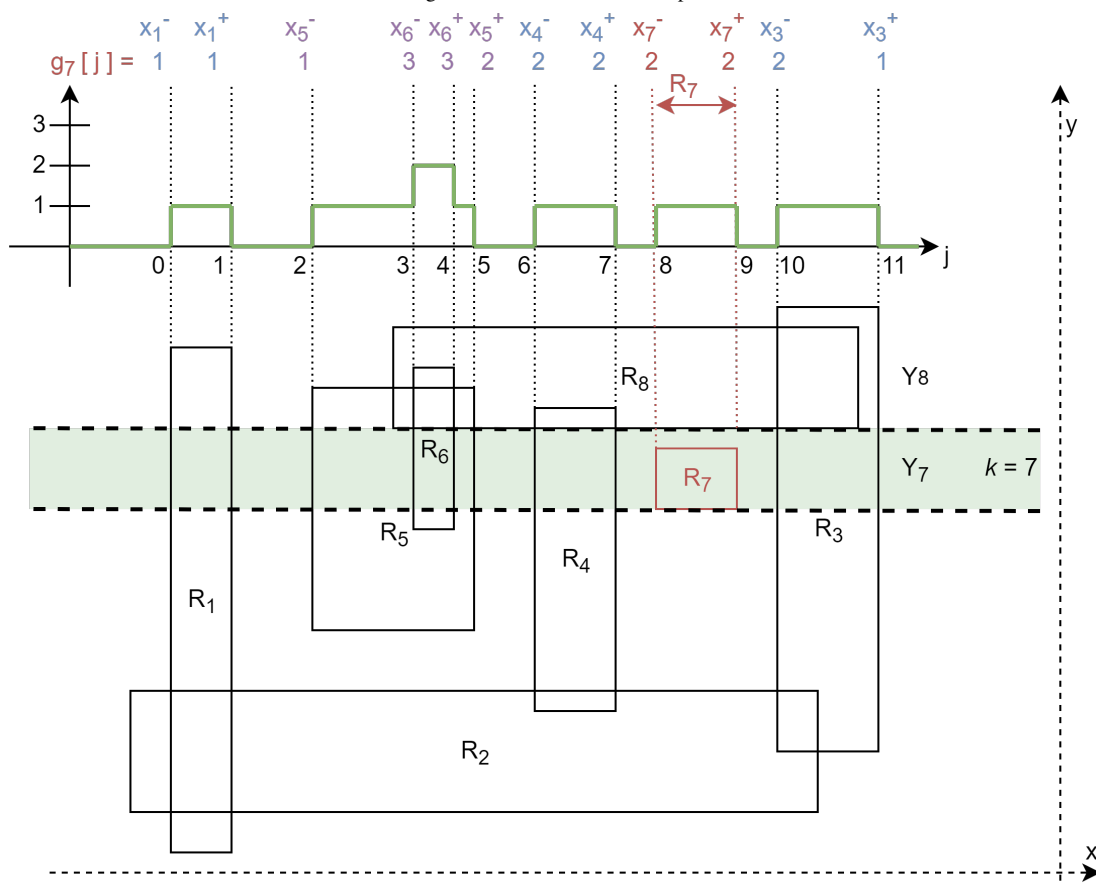 x1- x1+ x5- x6- x6+ x5+ x4- x4+ x7- x7+ x3- x3+
g7 [ j ] = 1 1 1 3 3 2 2 2 2 2 2 1
R7
3
2
1
y
0 1 2 3 4 5 6 7 8 9 10 11 j
R8 Y8
R6
R7 Y7 k = 7
R5 R3
R4
R1
R2
x